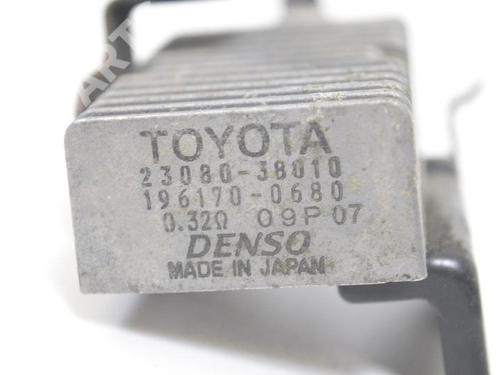 TOYOTA
23080-38010
196170-0680
0.32Ω 09P07
DENSO
MADE IN JAPAN